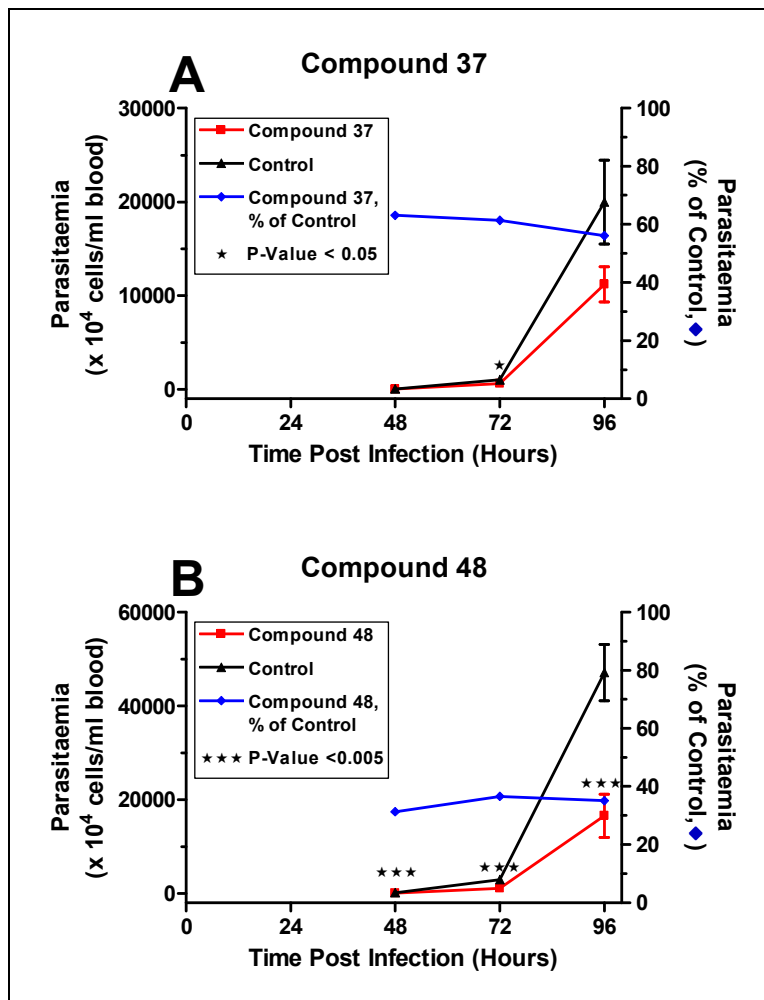 A
Compound 37
30000
20000
10000
0
Parasitaemia
(x 10⁴ cells/ml blood)
Compound 37
Control
Compound 37,
% of Control
★ P-Value < 0.05
★
100
80
60
40
20
0
Parasitaemia
(% of Control,◆)
0 24 48 72 96
Time Post Infection (Hours)
B
Compound 48
60000
40000
20000
0
Parasitaemia
(x 10⁴ cells/ml blood)
Compound 48
Control
Compound 48,
% of Control
★★★ P-Value <0.005
★★★
★★★
★★★
100
80
60
40
20
0
Parasitaemia
(% of Control,◆)
0 24 48 72 96
Time Post Infection (Hours)